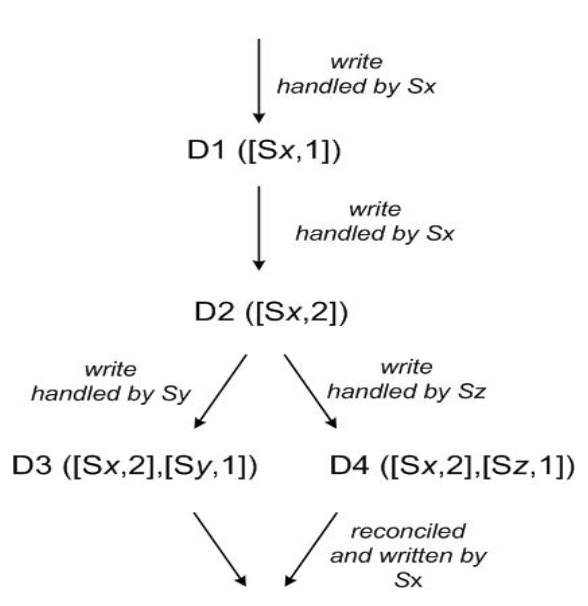 write
handled by Sx
D1 ([Sx,1])
write
handled by Sx
D2 ([Sx,2])
write
handled by Sy
write
handled by Sz
D3 ([Sx,2],[Sy,1])
D4 ([Sx,2],[Sz,1])
reconciled
and written by
Sx